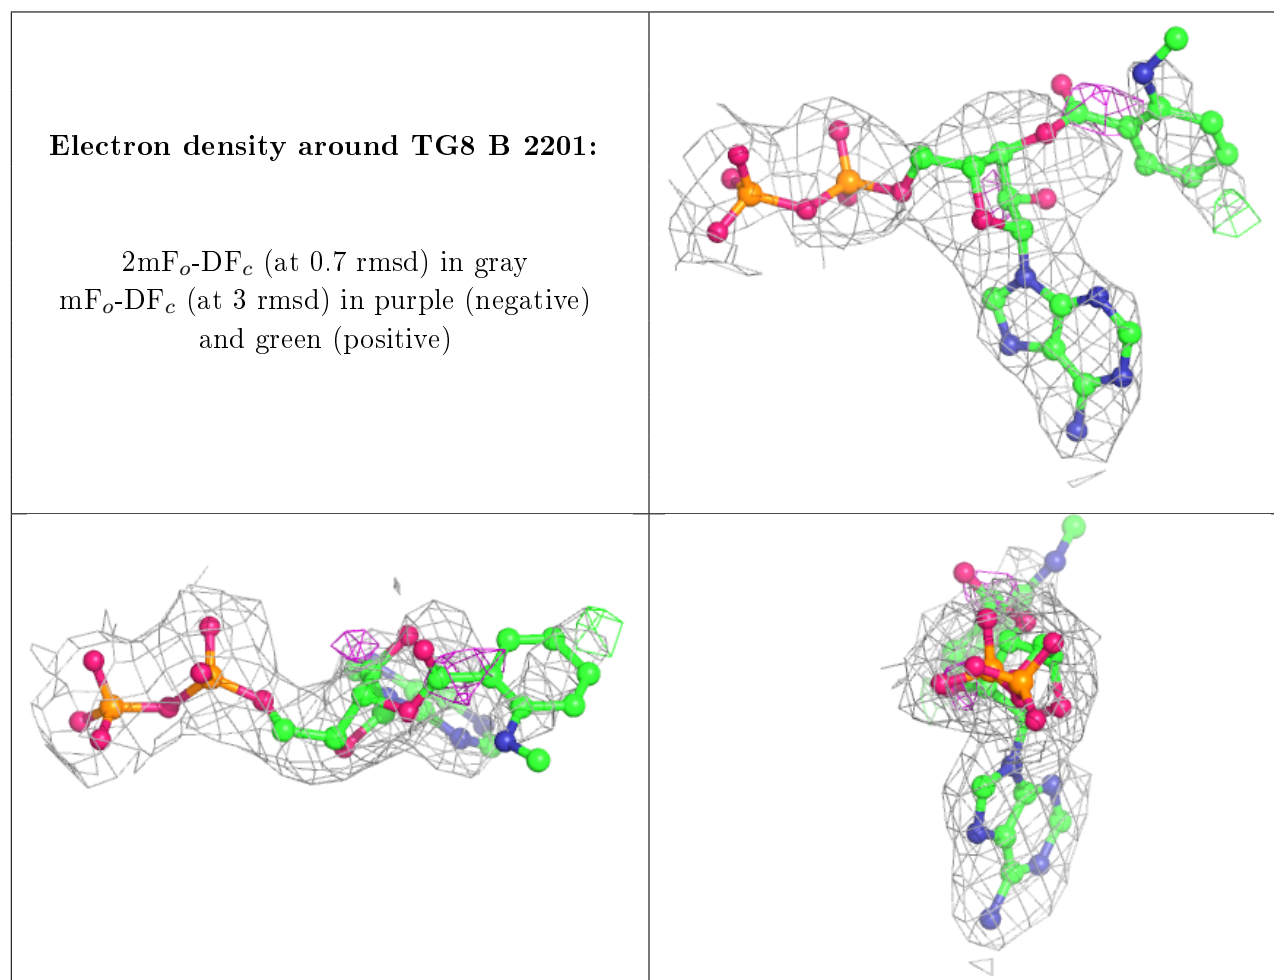 Electron density around TG8 B 2201:
2mFₒ-DF𝒸 (at 0.7 rmsd) in gray
mFₒ-DF𝒸 (at 3 rmsd) in purple (negative)
and green (positive)